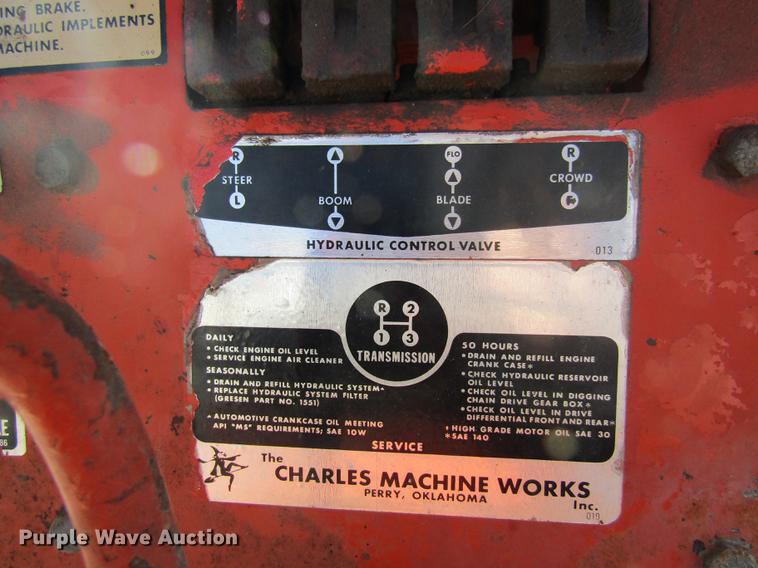 ING BRAKE.
DRAULIC IMPLEMENTS
MACHINE.
099
R
STEER
L
BOOM
FLO
BLADE
R
CROWD
HYDRAULIC CONTROL VALVE
013
R 2
1 3
TRANSMISSION
DAILY
• CHECK ENGINE OIL LEVEL
• SERVICE ENGINE AIR CLEANER
SEASONALLY
• DRAIN AND REFILL HYDRAULIC SYSTEM^
• REPLACE HYDRAULIC SYSTEM FILTER
(GRESEN PART NO. 1551)
^ AUTOMOTIVE CRANKCASE OIL MEETING
API "MS" REQUIREMENTS; SAE 10W
50 HOURS
• DRAIN AND REFILL ENGINE
CRANK CASE*
• CHECK HYDRAULIC RESERVOIR
OIL LEVEL
• CHECK OIL LEVEL IN DIGGING
CHAIN DRIVE GEAR BOX
• CHECK OIL LEVEL IN DRIVE
DIFFERENTIAL FRONT AND REAR
HIGH GRADE MOTOR OIL SAE 30
SAE 140
SERVICE
The
CHARLES MACHINE WORKS
Inc.
PERRY, OKLAHOMA
019
86
Purple Wave Auction